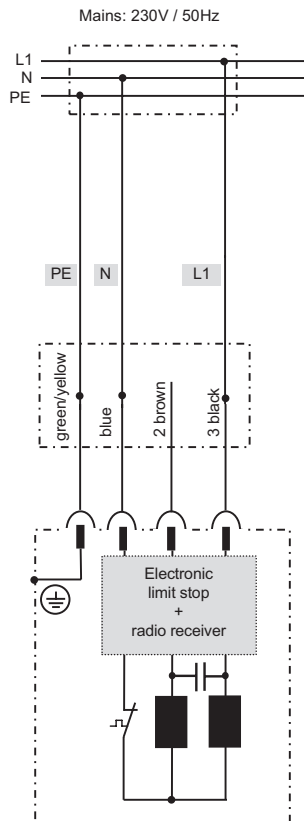 Mains: 230V / 50Hz
L1
N
PE
PE
N
L1
green/yellow
blue
2 brown
3 black
Electronic
limit stop
+
radio receiver